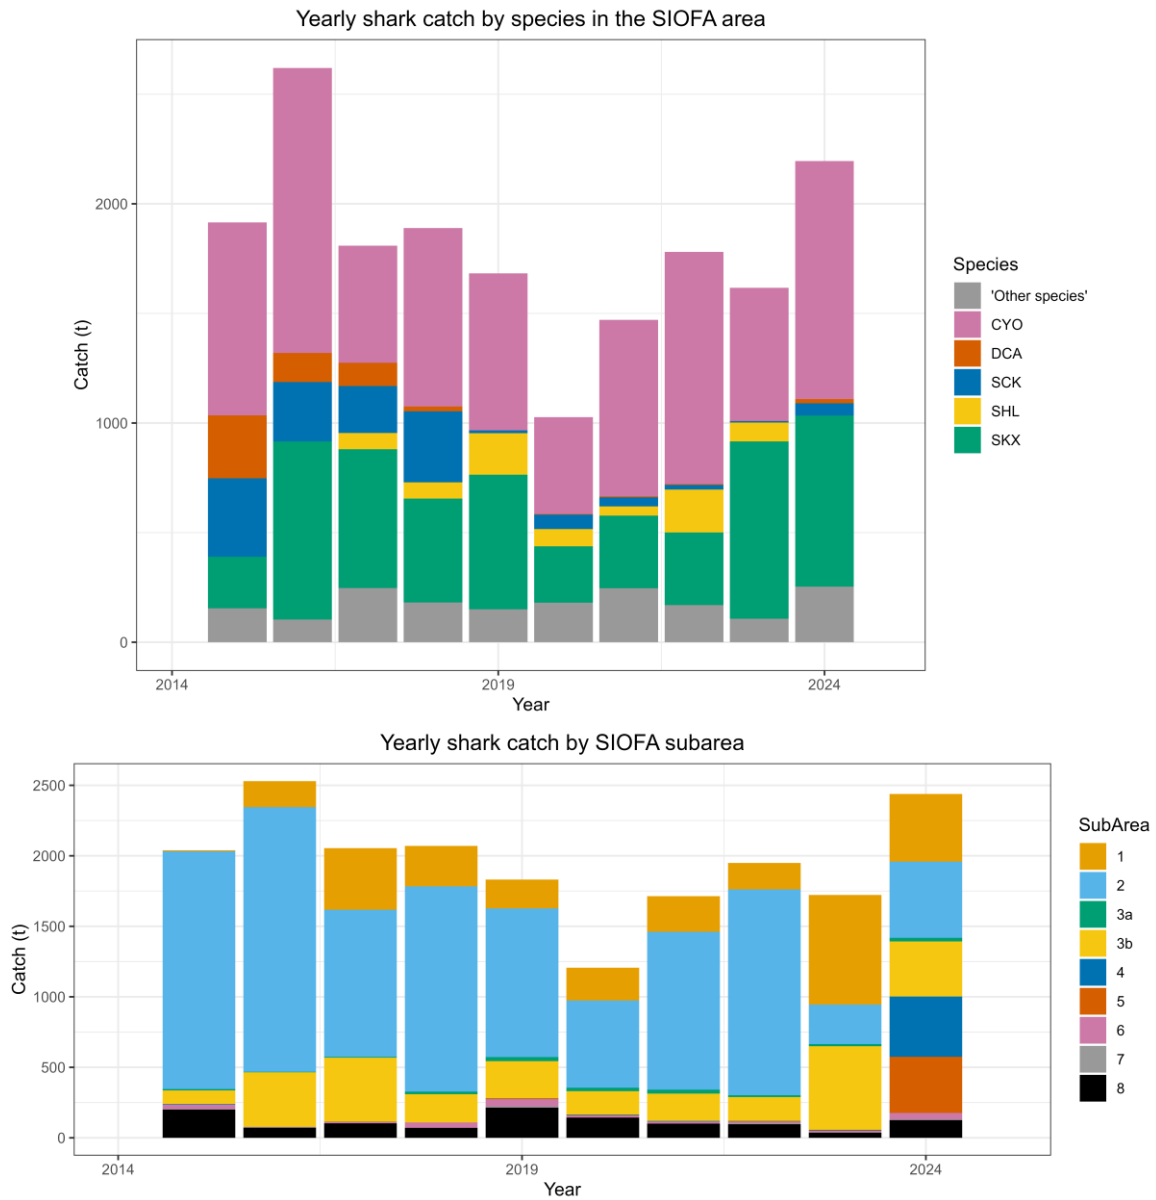 Yearly shark catch by species in the SIOFA area
Catch (t)
2000
1000
0
2014
2019
2024
Year
Species
'Other species'
CYO
DCA
SCK
SHL
SKX
Yearly shark catch by SIOFA subarea
Catch (t)
2500
2000
1500
1000
500
0
2014
2019
2024
Year
SubArea
1
2
3a
3b
4
5
6
7
8